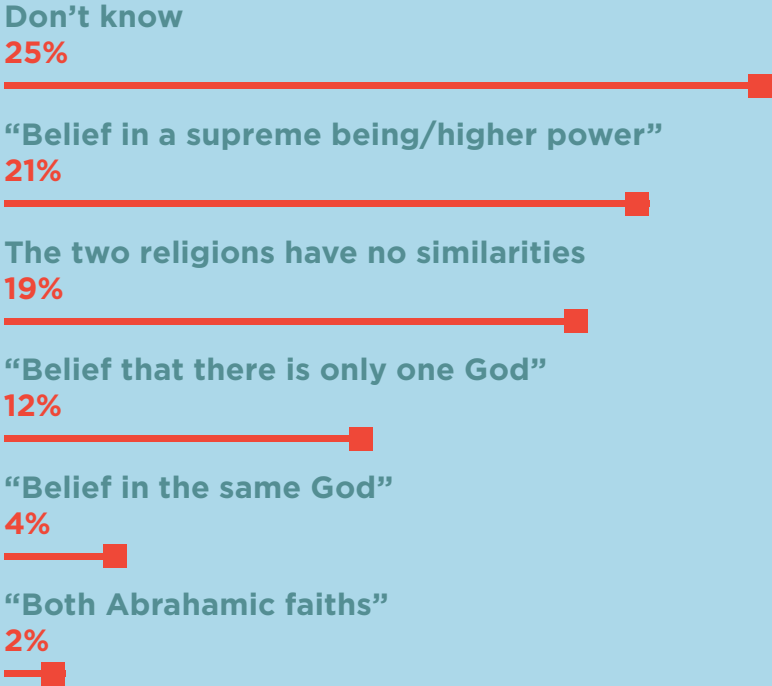 Don’t know
25%
“Belief in a supreme being/higher power”
21%
The two religions have no similarities
19%
“Belief that there is only one God”
12%
“Belief in the same God”
4%
“Both Abrahamic faiths”
2%